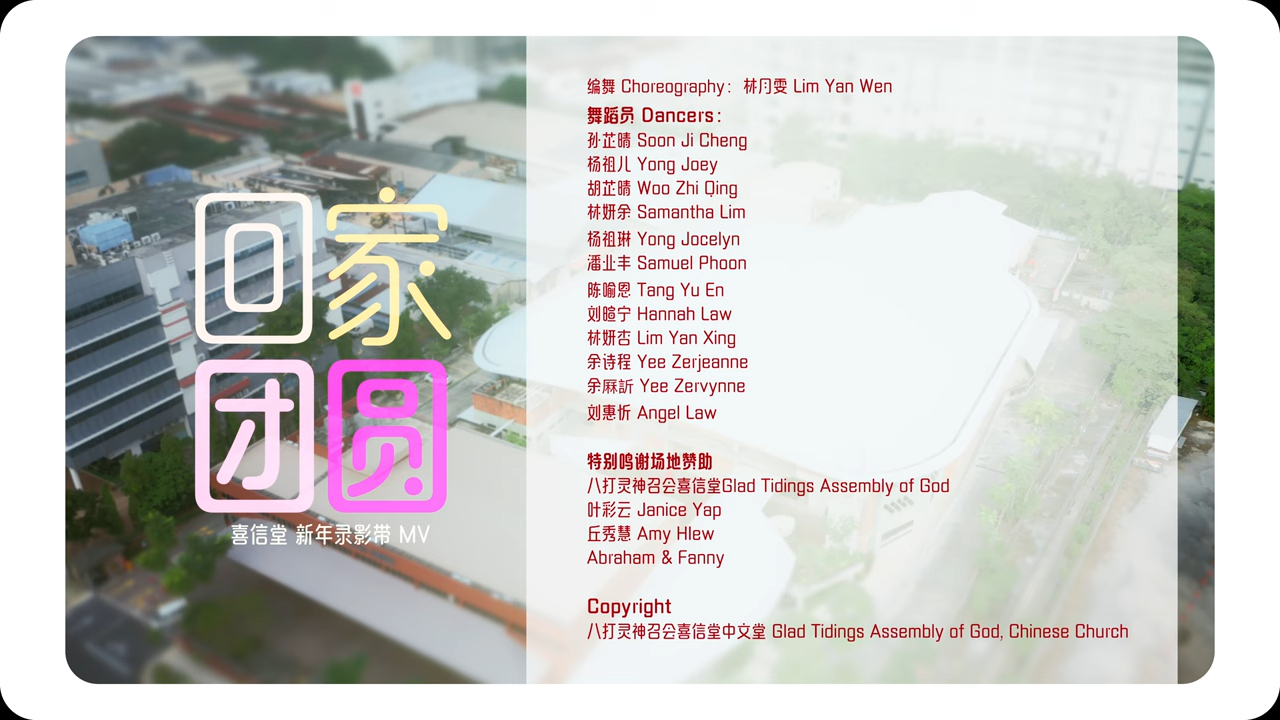 回家
团圆
喜信堂 新年录影带 MV
编舞 Choreography: 林月雯 Lim Yan Wen
舞蹈员 Dancers:
孙芷晴 Soon Ji Cheng
杨祖儿 Yong Joey
胡芷晴 Woo Zhi Qing
林妍余 Samantha Lim
杨祖琳 Yong Jocelyn
潘业丰 Samuel Phoon
陈喻恩 Tang Yu En
刘晗宁 Hannah Law
林妍杏 Lim Yan Xing
余诗程 Yee Zerjeanne
余厤訢 Yee Zervynne
刘惠忻 Angel Law
特别鸣谢场地赞助
八打灵神召会喜信堂Glad Tidings Assembly of God
叶彩云 Janice Yap
丘秀慧 Amy Hlew
Abraham & Fanny
Copyright
八打灵神召会喜信堂中文堂 Glad Tidings Assembly of God, Chinese Church